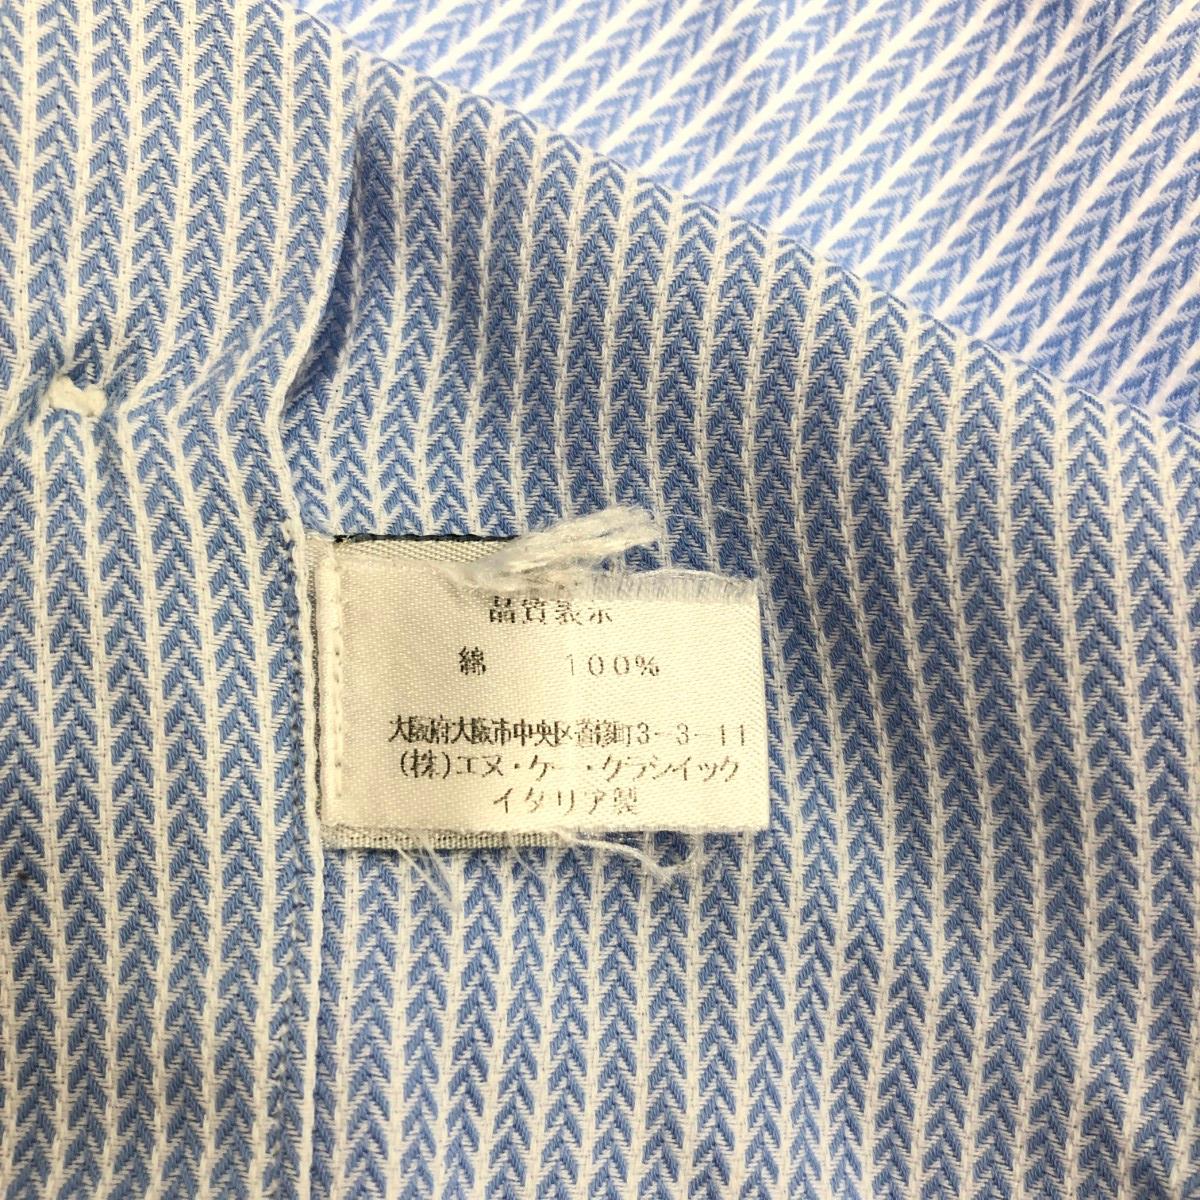 品質表示
綿 100%
大阪府大阪市中央区道修町3-3-11
(株)エヌ・ケー・クラシィック
イタリア製